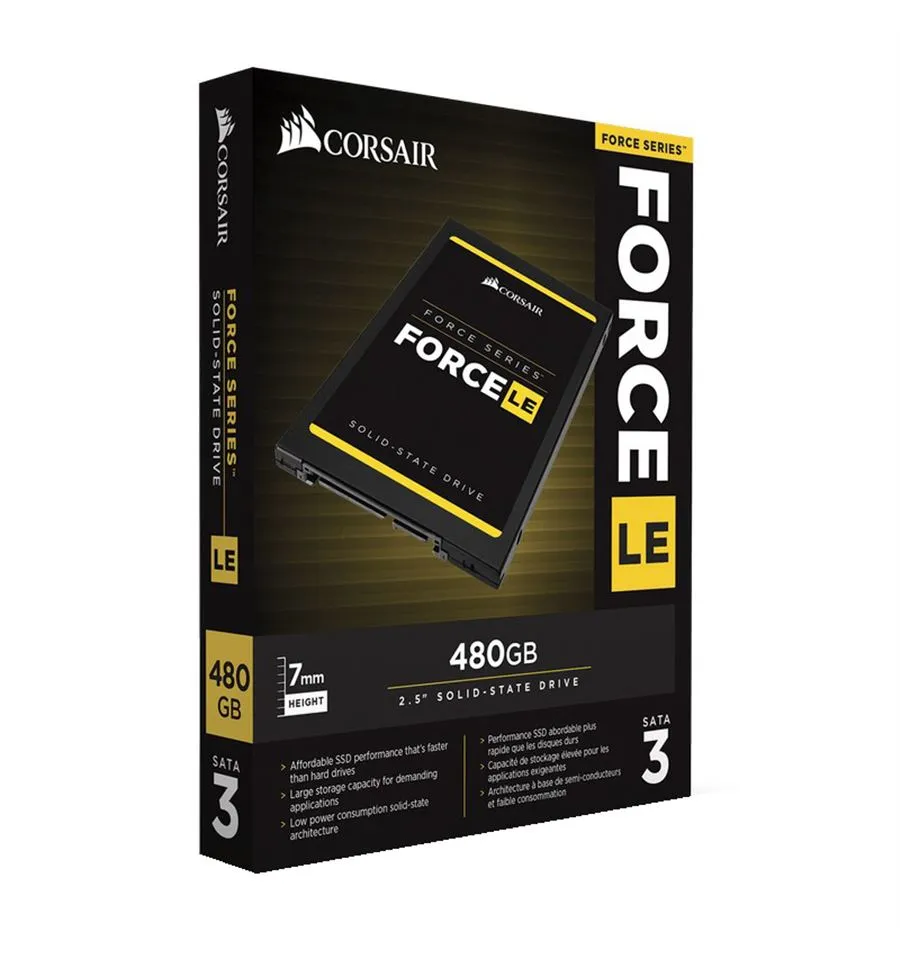 CORSAIR
FORCE SERIES™
SOLID-STATE DRIVE
LE
480
GB
SATA
3
CORSAIR
FORCE SERIES™
FORCE
LE
CORSAIR
FORCE SERIES™
FORCE LE
SOLID-STATE DRIVE
7mm
HEIGHT
480GB
2.5" SOLID-STATE DRIVE
> Affordable SSD performance that's faster
than hard drives
> Large storage capacity for demanding
applications
> Low power consumption solid-state
architecture
> Performance SSD abordable plus
rapide que les disques durs
> Capacité de stockage élevée pour les
applications exigeantes
> Architecture à base de semi-conducteurs
et faible consommation
SATA
3